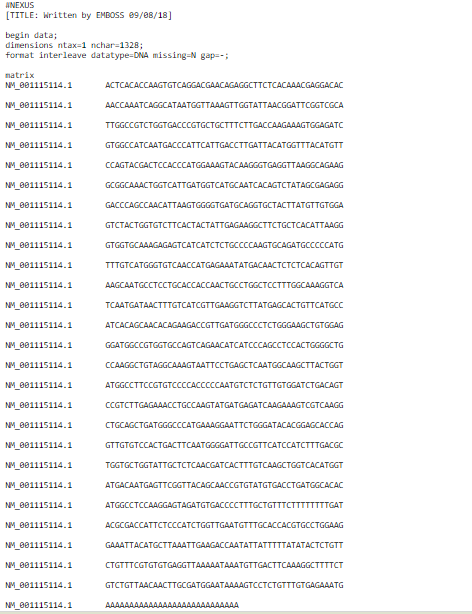 #NEXUS
[TITLE: Written by EMBOSS 09/08/18]
begin data;
dimensions ntax=1 nchar=1328;
format interleave datatype=DNA missing=N gap=-;
matrix
NM_001115114.1 ACTCACACCAAGTGTCAGGACGAACAGAGGCTTCTCACAAACGAGGACAC
NM_001115114.1 AACCAAATCAGGCATAATGGTTAAAGTTGGTATTAACGGATTCGGTCGCA
NM_001115114.1 TTGGCCGTCTGGTGACCCGTGCTGCTTTCTTGACCAAGAAAGTGGAGATC
NM_001115114.1 GTGGCCATCAATGACCCATTCATTGACCTTGATTACATGGTTTACATGTT
NM_001115114.1 CCAGTACGACTCCACCCATGGAAAGTACAAGGGTGAGGTTAAGGCAGAAG
NM_001115114.1 GCGGCAAACTGGTCATTGATGGTCATGCAATCACAGTCTATAGCGAGAGG
NM_001115114.1 GACCCAGCCAACATTAAGTGGGGTGATGCAGGTGCTACTTATGTTGTGGA
NM_001115114.1 GTCTACTGGTGTCTTCACTACTATTGAGAAGGCTTCTGCTCACATTAAGG
NM_001115114.1 GTGGTGCAAAGAGAGTCATCATCTCTGCCCCAAGTGCAGATGCCCCCATG
NM_001115114.1 TTTGTCATGGGTGTCAACCATGAGAAATATGACAACTCTCTCACAGTTGT
NM_001115114.1 AAGCAATGCCTCCTGCACCACCAACTGCCTGGCTCCTTTGGCAAAGGTCA
NM_001115114.1 TCAATGATAACTTTGTCATCGTTGAAGGTCTTATGAGCACTGTTCATGCC
NM_001115114.1 ATCACAGCAACACAGAAGACCGTTGATGGGCCCTCTGGGAAGCTGTGGAG
NM_001115114.1 GGATGGCCGTGGTGCCAGTCAGAACATCATCCCAGCCTCCACTGGGGCTG
NM_001115114.1 CCAAGGCTGTAGGCAAAGTAATTCCTGAGCTCAATGGCAAGCTTACTGGT
NM_001115114.1 ATGGCCTTCCGTGTCCCCACCCCCAATGTCTCTGTTGTGGATCTGACAGT
NM_001115114.1 CCGTCTTGAGAAACCTGCCAAGTATGATGAGATCAAGAAAGTCGTCAAGG
NM_001115114.1 CTGCAGCTGATGGGCCCATGAAAGGAATTCTGGGATACACGGAGCACCAG
NM_001115114.1 GTTGTGTCCACTGACTTCAATGGGGATTGCCGTTCATCCATCTTTGACGC
NM_001115114.1 TGGTGCTGGTATTGCTCTCAACGATCACTTTGTCAAGCTGGTCACATGGT
NM_001115114.1 ATGACAATGAGTTCGGTTACAGCAACCGTGTATGTGACCTGATGGCACAC
NM_001115114.1 ATGGCCTCCAAGGAGTAGATGTGACCCCTTTGCTGTTTCTTTTTTTTGAT
NM_001115114.1 ACGCGACCATTCTCCCATCTGGTTGAATGTTTGCACCACGTGCCTGGAAG
NM_001115114.1 GAAATTACATGCTTAAATTGAAGACCAATATTATTTTTATATACTCTGTT
NM_001115114.1 CTGTTTCGTGTGTGAGGTTAAAAATAAATGTTGACTTCAAAGGCTTTTCT
NM_001115114.1 GTCTGTTAACAACTTGCGATGGAATAAAAGTCCTCTGTTTGTGAGAAATG
NM_001115114.1 AAAAAAAAAAAAAAAAAAAAAAAAAAAA